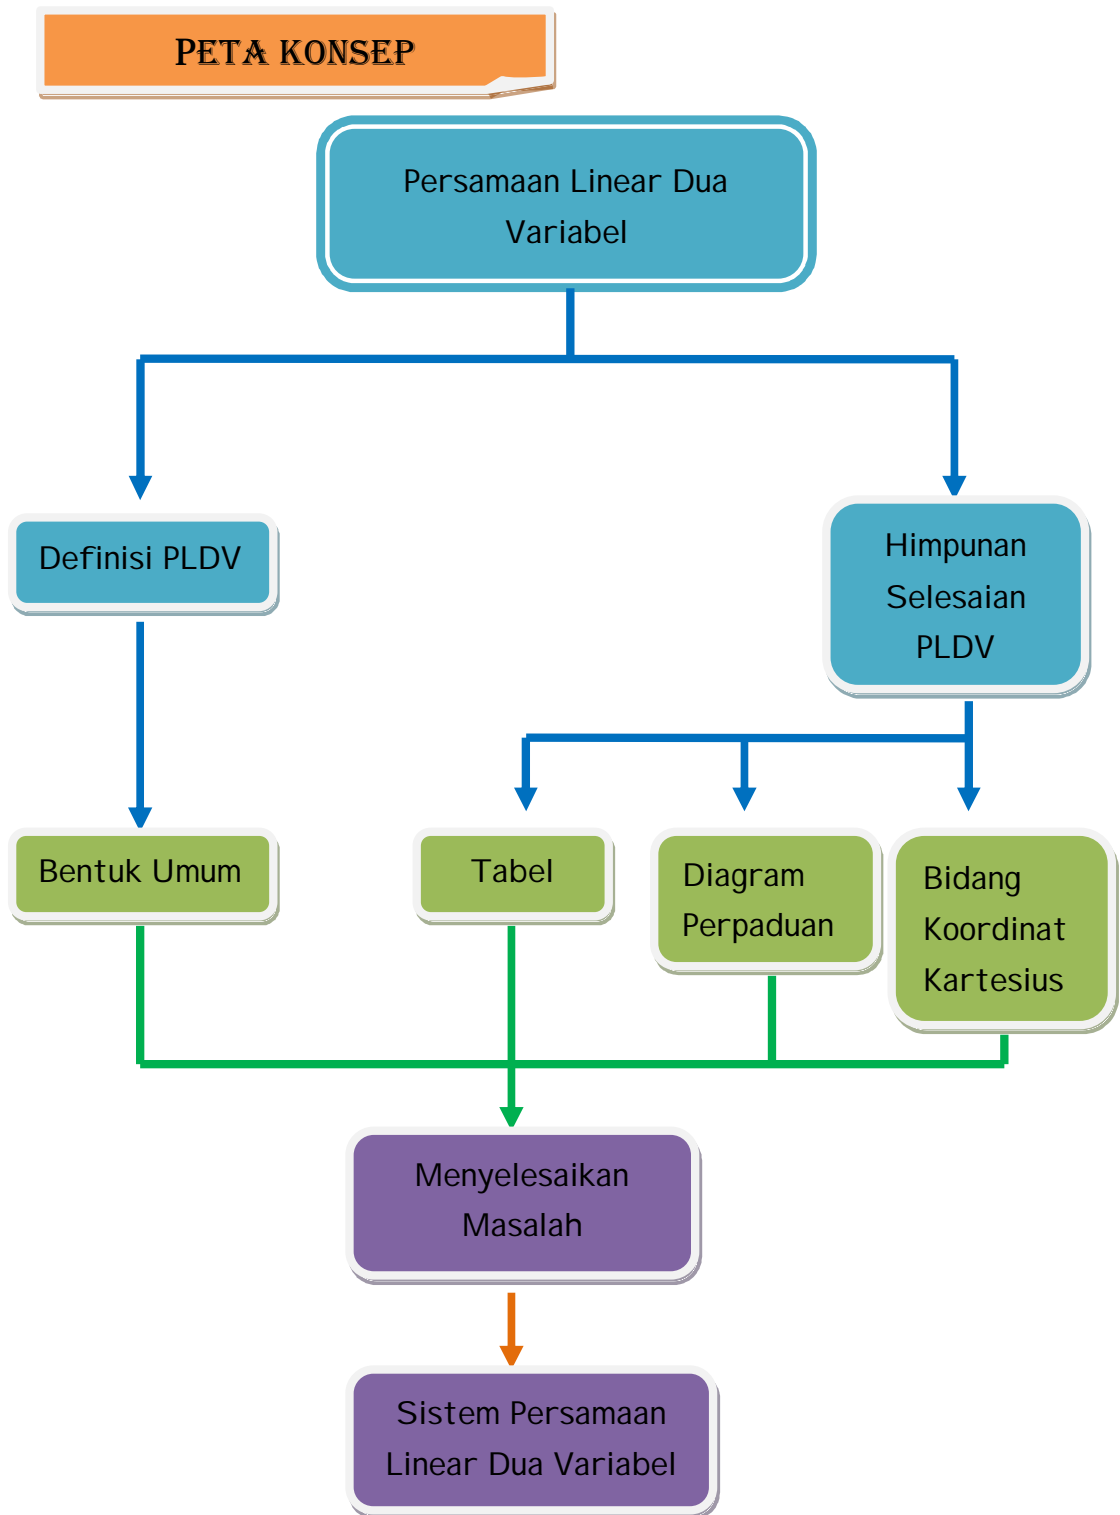 PETA KONSEP
Persamaan Linear Dua
Variabel
Definisi PLDV
Himpunan
Selesaian
PLDV
Bentuk Umum
Tabel
Diagram
Perpaduan
Bidang
Koordinat
Kartesius
Menyelesaikan
Masalah
Sistem Persamaan
Linear Dua Variabel